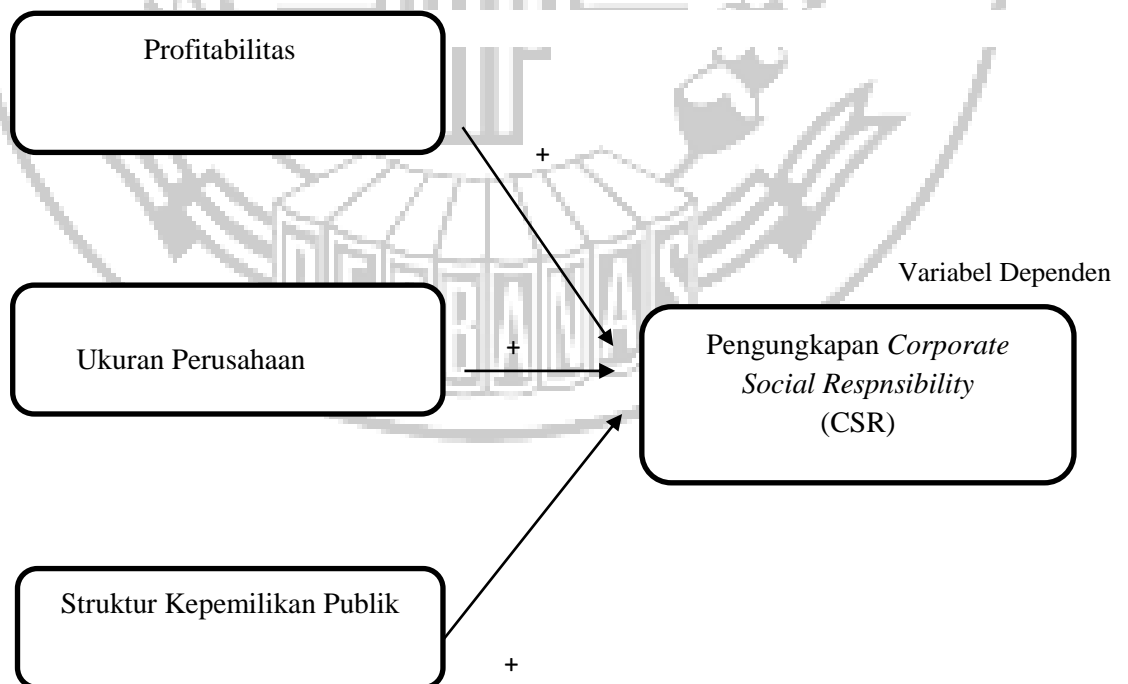 Profitabilitas
+
Variabel Dependen
Ukuran Perusahaan
+
Pengungkapan Corporate
Social Respnsibility
(CSR)
Struktur Kepemilikan Publik
+